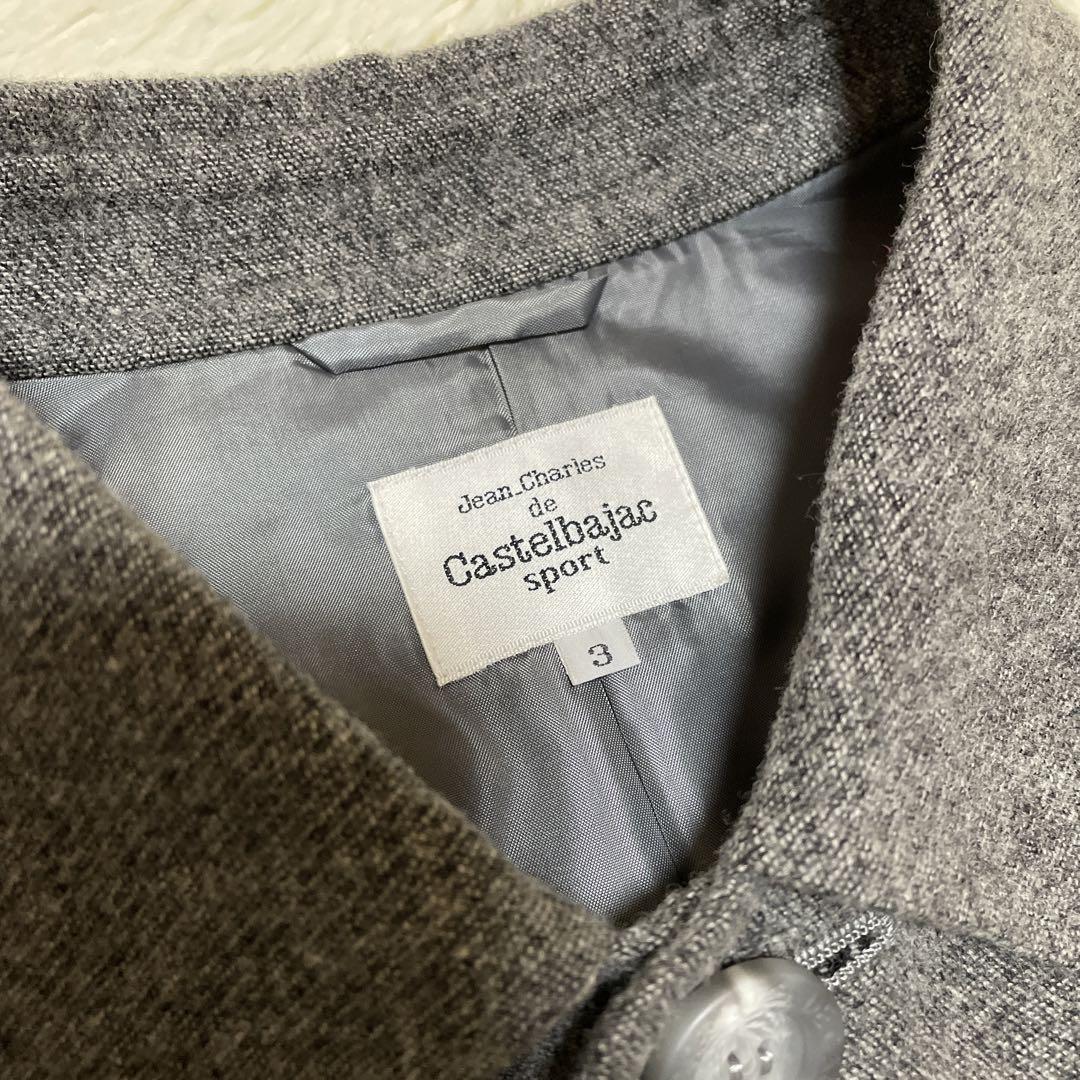 Jean_Charles
de
Castelbajac
sport
3